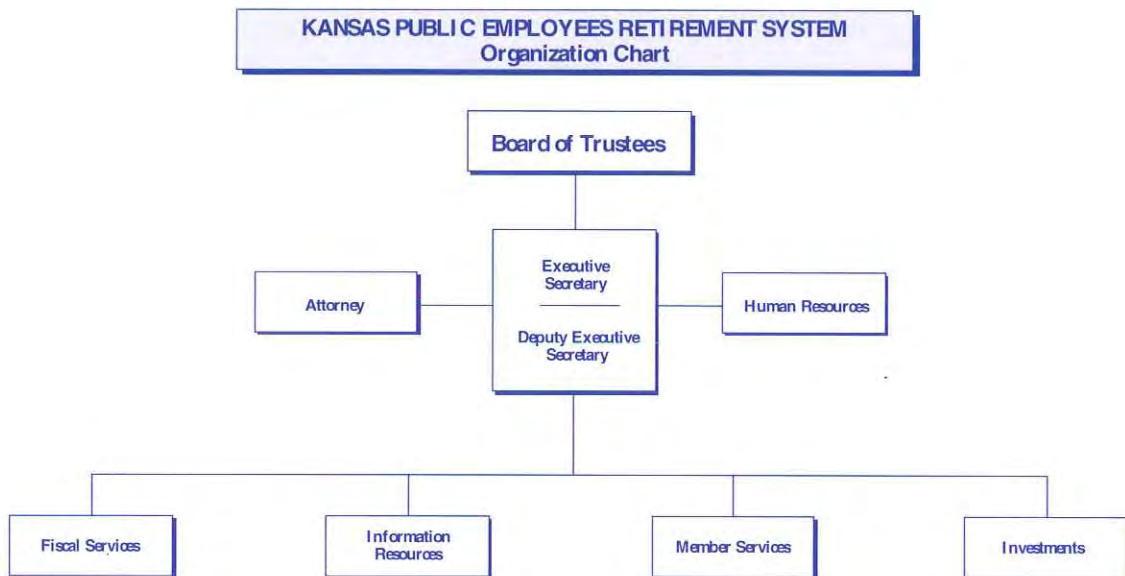 KANSAS PUBLIC EMPLOYEES RETIREMENT SYSTEM
Organization Chart
Board of Trustees
Executive
Secretary
Attorney
Human Resources
Deputy Executive
Secretary
Fiscal Services
Information
Resources
Member Services
Investments